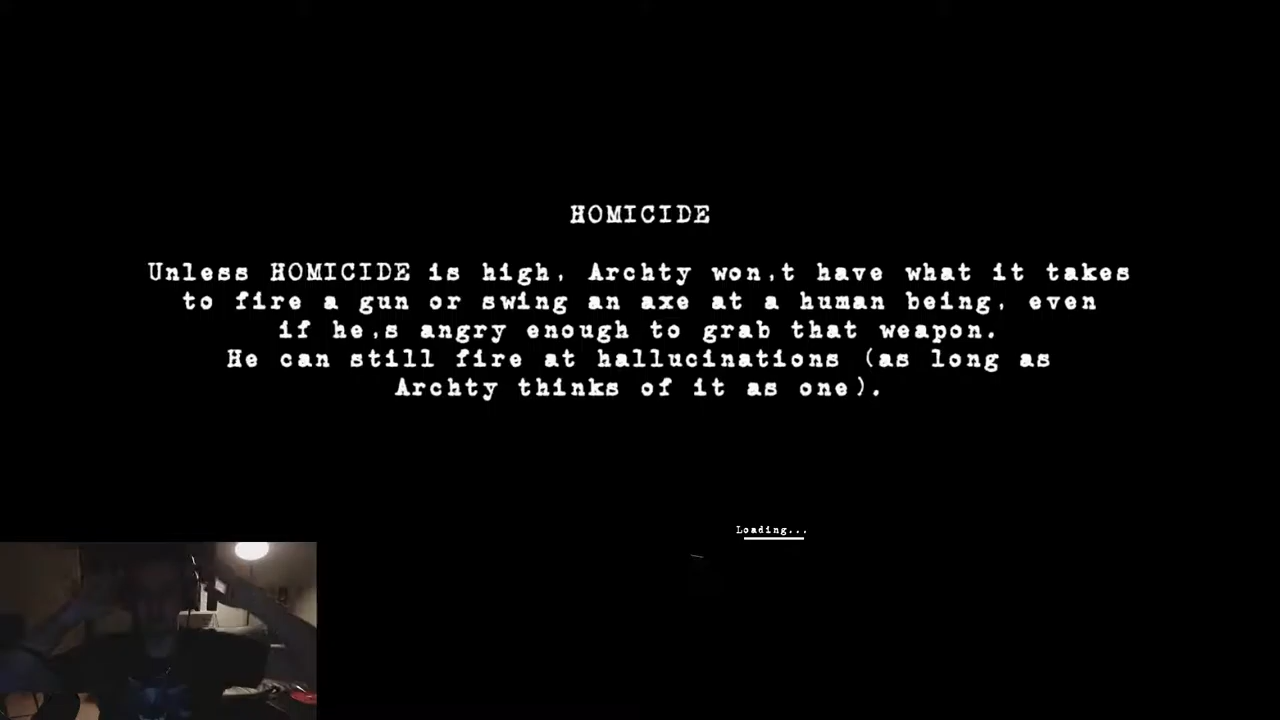 HOMICIDE
Unless HOMICIDE is high, Archty won,t have what it takes
to fire a gun or swing an axe at a human being, even
if he,s angry enough to grab that weapon.
He can still fire at hallucinations (as long as
Archty thinks of it as one).
Loading...